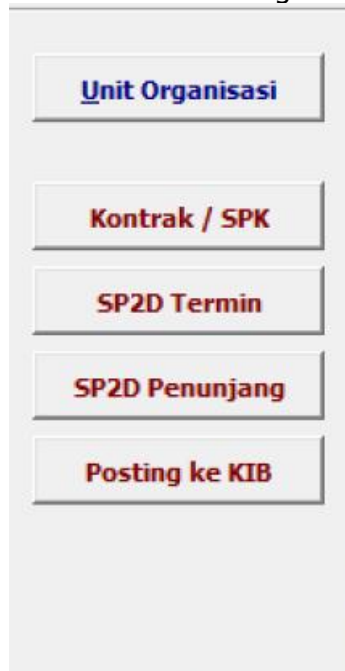 Unit Organisasi
Kontrak / SPK
SP2D Termin
SP2D Penunjang
Posting ke KIB